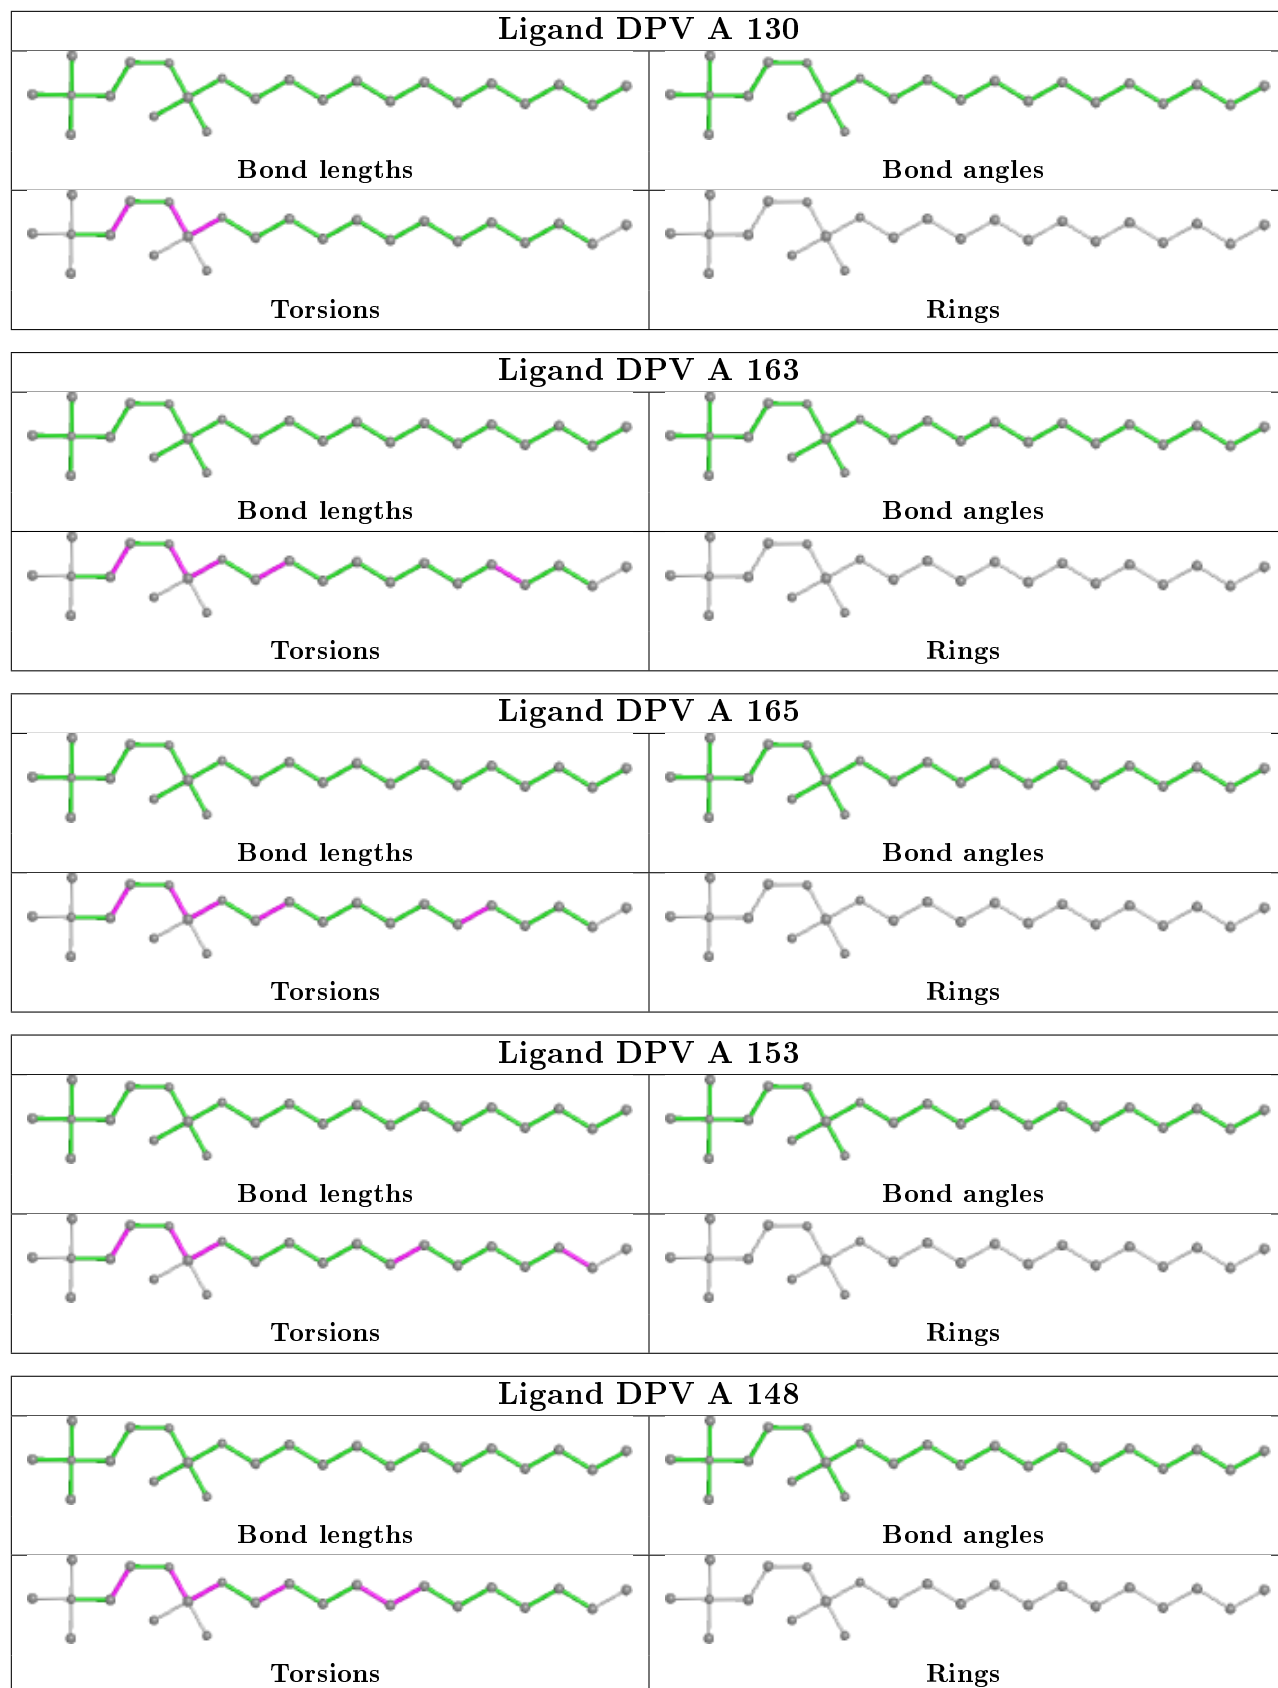 Ligand DPV A 130
Bond lengths
Bond angles
Torsions
Rings
Ligand DPV A 163
Bond lengths
Bond angles
Torsions
Rings
Ligand DPV A 165
Bond lengths
Bond angles
Torsions
Rings
Ligand DPV A 153
Bond lengths
Bond angles
Torsions
Rings
Ligand DPV A 148
Bond lengths
Bond angles
Torsions
Rings